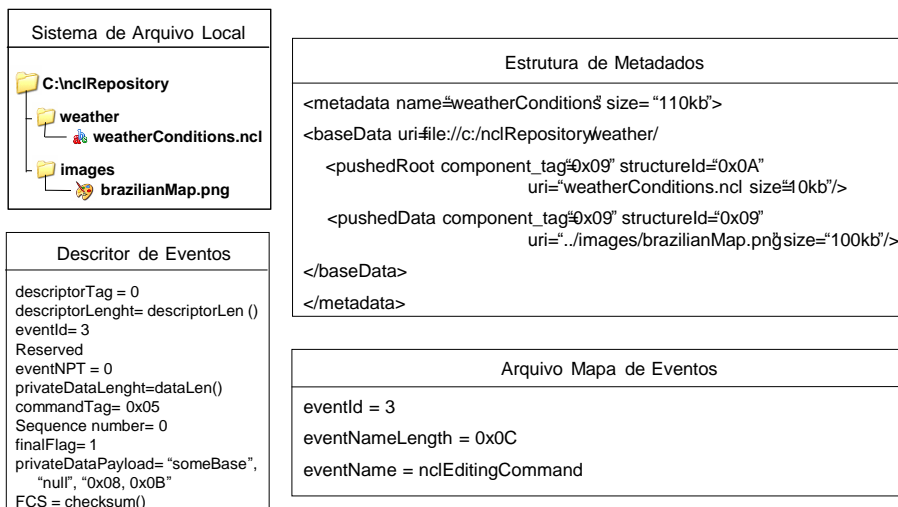 Sistema de Arquivo Local
C:\nclRepository
weather
weatherConditions.ncl
images
brazilianMap.png
Descritor de Eventos
descriptorTag = 0
descriptorLenght= descriptorLen ()
eventId= 3
Reserved
eventNPT = 0
privateDataLenght=dataLen()
commandTag= 0x05
Sequence number= 0
finalFlag= 1
privateDataPayload= “someBase”,
“null”, “0x08, 0x0B”
FCS = checksum()
Estrutura de Metadados
<metadata name=“weatherConditions” size= “110kb”>
<baseData uri=“file://c:/nclRepository/weather/
<pushedRoot component_tag=“0x09” structureId=“0x0A”
uri=“weatherConditions.ncl size=“10kb”/>
<pushedData component_tag=“0x09” structureId=“0x09”
uri=“../images/brazilianMap.png” size=“100kb”/>
</baseData>
</metadata>
Arquivo Mapa de Eventos
eventId = 3
eventNameLength = 0x0C
eventName = nclEditingCommand